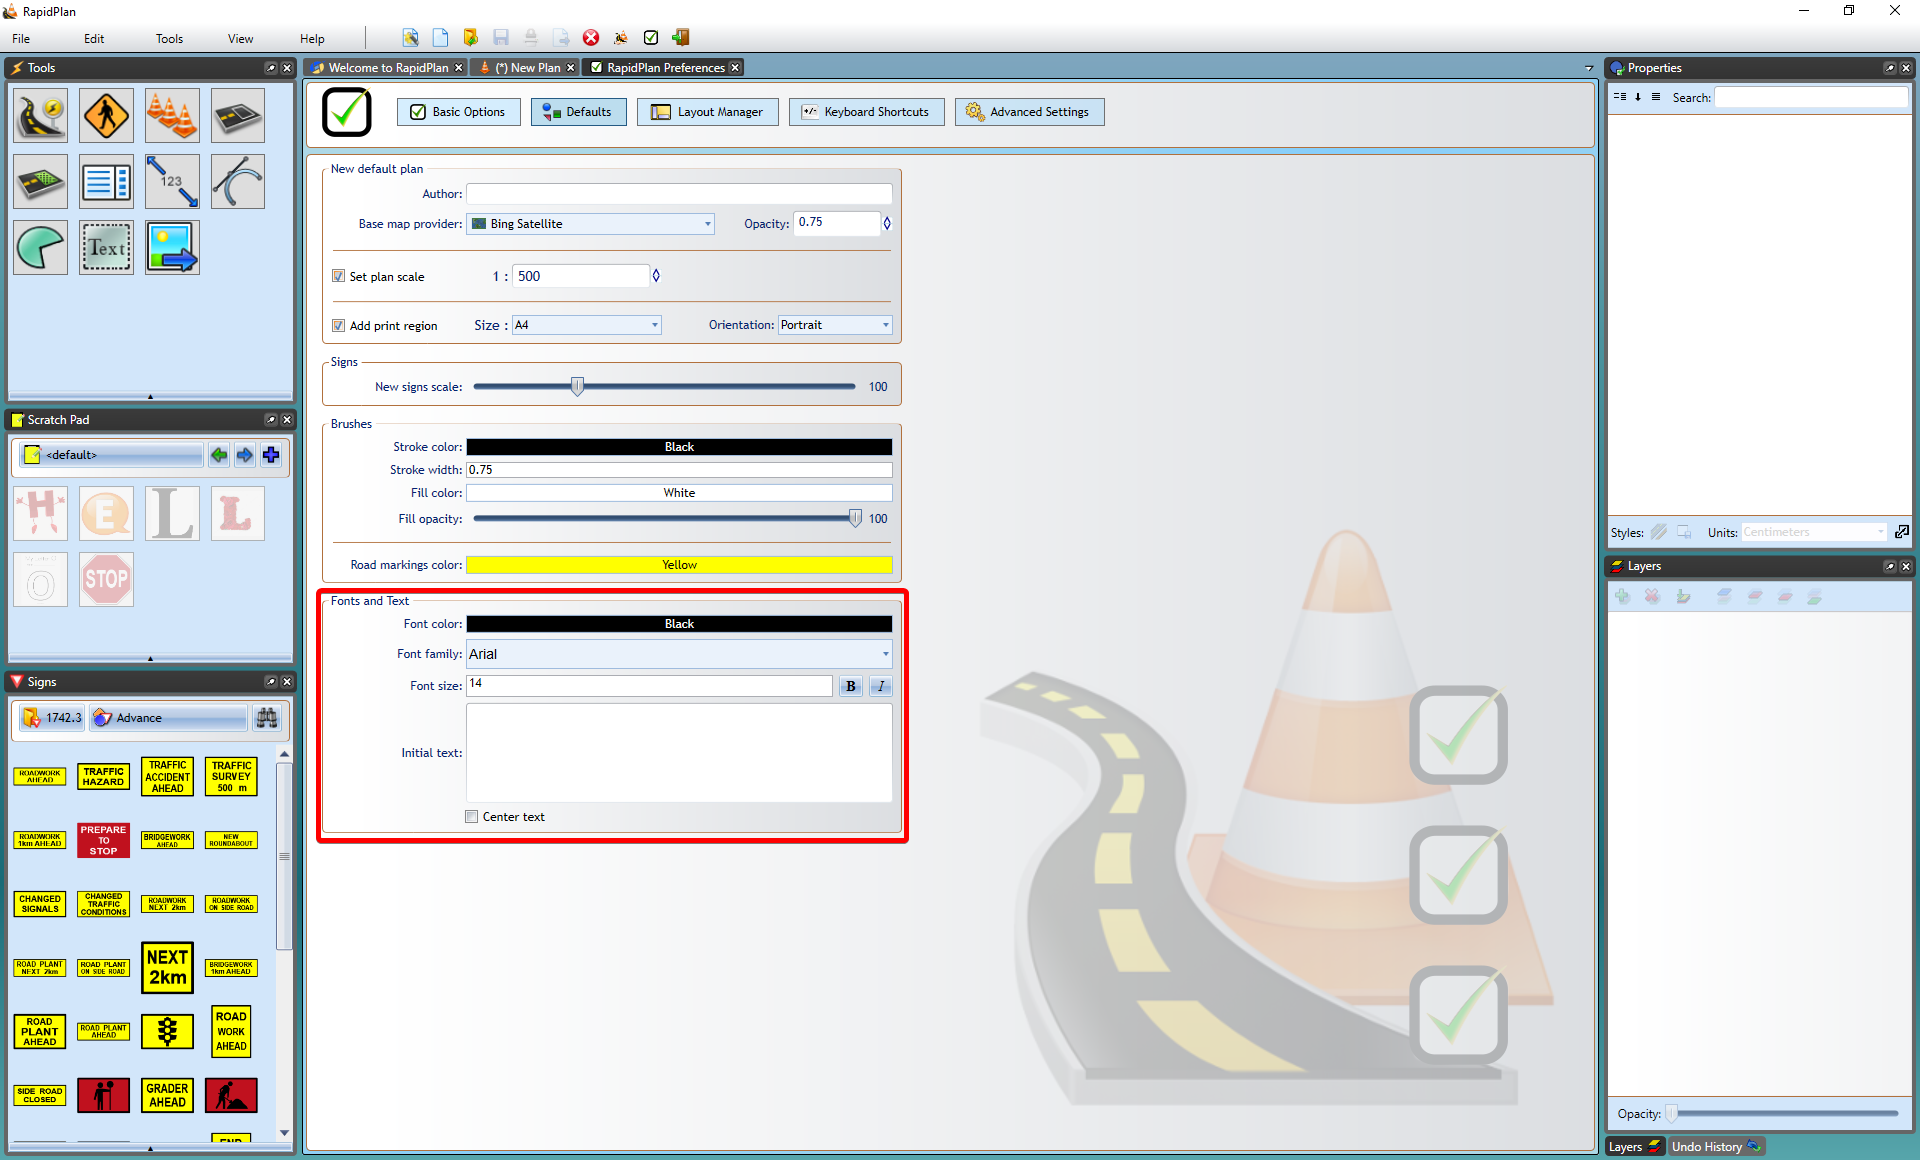 RapidPlan
File Edit Tools View Help
Tools
123
Text
Scratch Pad
<default>
H E L L
O STOP
Signs
1742.3 Advance
ROADWORK AHEAD
TRAFFIC HAZARD
TRAFFIC ACCIDENT AHEAD
TRAFFIC SURVEY 500 m
ROADWORK 1km AHEAD
PREPARE TO STOP
BRIDGEWORK AHEAD
NEW ROUNDABOUT
CHANGED SIGNALS
CHANGED TRAFFIC CONDITIONS
ROADWORK NEXT 2km
ROADWORK ON SIDE ROAD
ROAD PLANT NEXT 2km
ROAD PLANT ON SIDE ROAD
NEXT 2km
BRIDGEWORK 1km AHEAD
ROAD PLANT AHEAD
ROAD PLANT AHEAD
ROAD WORK AHEAD
SIDE ROAD CLOSED
GRADER AHEAD
END
Welcome to RapidPlan (*) New Plan RapidPlan Preferences
Basic Options Defaults Layout Manager Keyboard Shortcuts Advanced Settings
New default plan
Author:
Base map provider: Bing Satellite Opacity: 0.75
Set plan scale 1 : 500
Add print region Size : A4 Orientation: Portrait
Signs
New signs scale: 100
Brushes
Stroke color: Black
Stroke width: 0.75
Fill color: White
Fill opacity: 100
Road markings color: Yellow
Fonts and Text
Font color: Black
Font family: Arial
Font size: 14 B I
Initial text:
Center text
Properties
Search:
Styles: Units: Centimeters
Layers
Opacity:
Layers Undo History